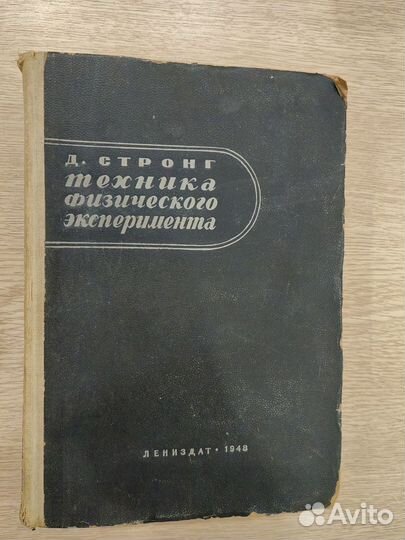 Д. СТРОНГ
техника
физического
эксперимента
ЛЕНИЗДАТ • 1948
Avito